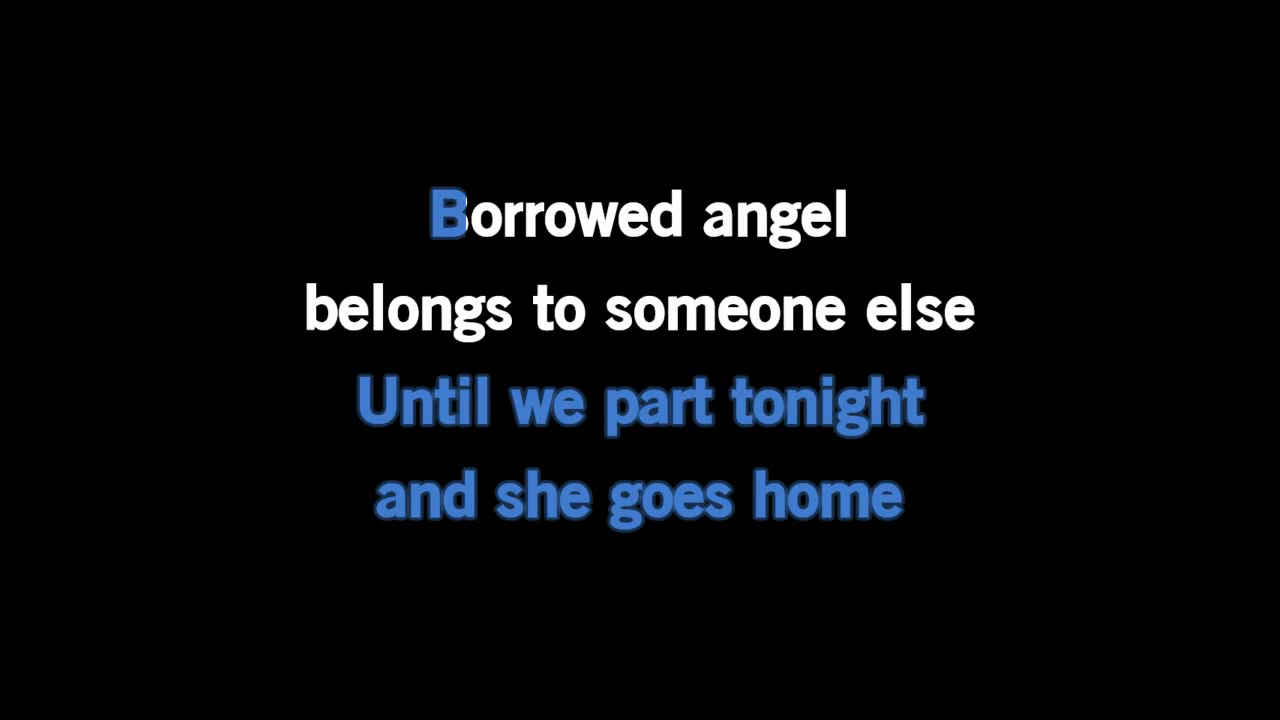 Borrowed angel
belongs to someone else
Until we part tonight
and she goes home